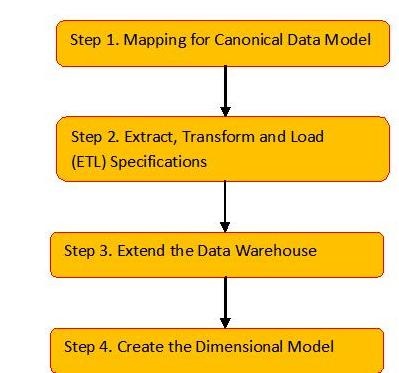 Step 1. Mapping for Canonical Data Model
Step 2. Extract, Transform and Load
(ETL) Specifications
Step 3. Extend the Data Warehouse
Step 4. Create the Dimensional Model